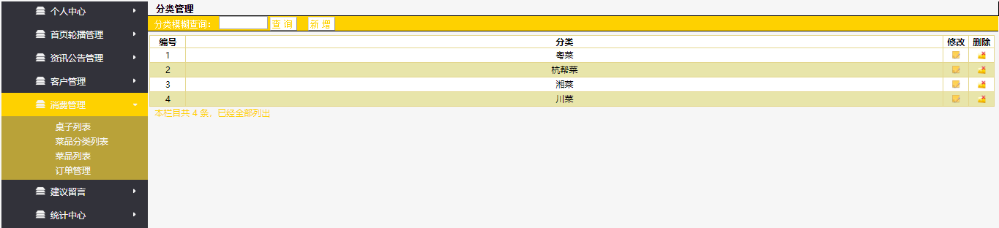 个人中心
首页轮播管理
资讯公告管理
客户管理
消费管理
桌子列表
菜品分类列表
菜品列表
订单管理
建议留言
统计中心
分类管理
分类模糊查询： 查 询 新 增
编号 分类 修改 删除
1 粤菜
2 杭帮菜
3 湘菜
4 川菜
本栏目共 4 条，已经全部列出